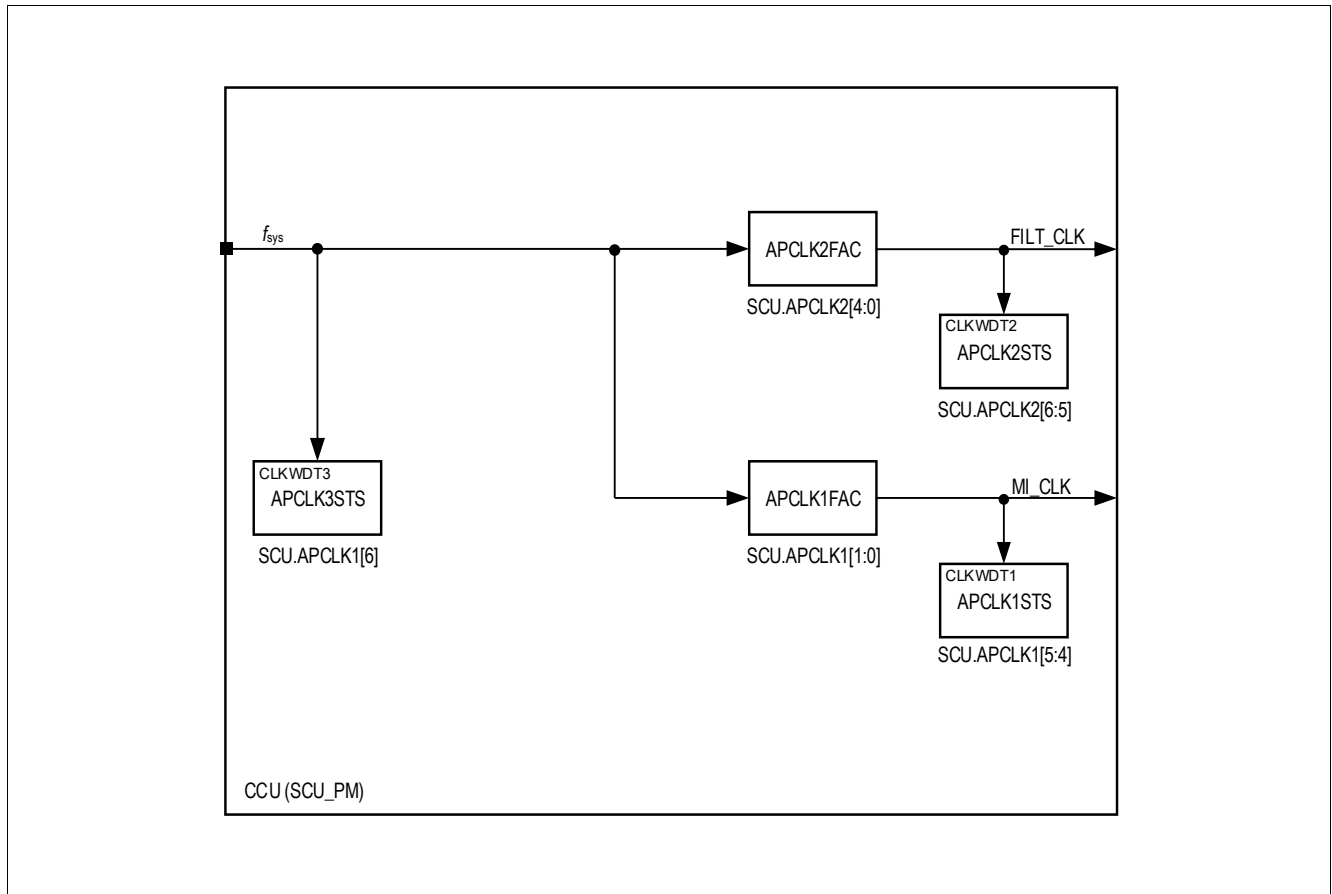 fsys
APCLK2FAC
FILT_CLK
SCU.APCLK2[4:0]
CLKWDT2
APCLK2STS
SCU.APCLK2[6:5]
CLKWDT3
APCLK3STS
SCU.APCLK1[6]
APCLK1FAC
MI_CLK
SCU.APCLK1[1:0]
CLKWDT1
APCLK1STS
SCU.APCLK1[5:4]
CCU (SCU_PM)